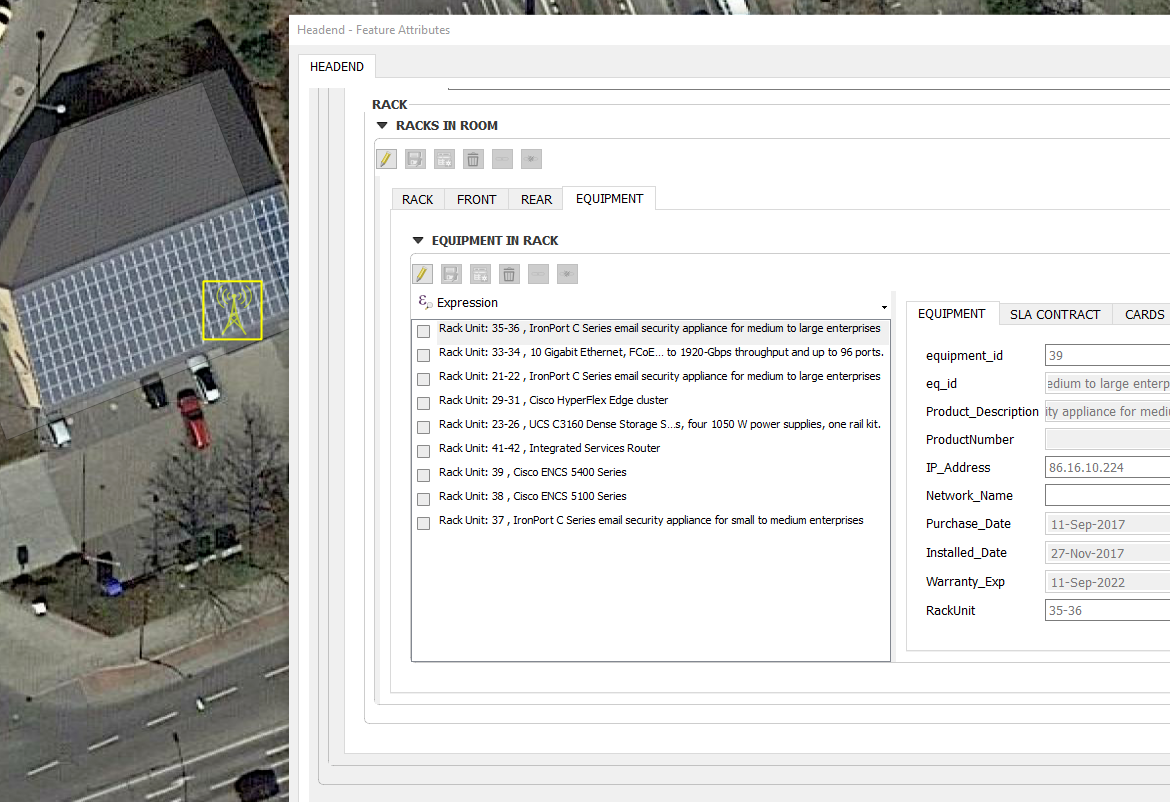 Headend - Feature Attributes
HEADEND
RACK
RACKS IN ROOM
RACK FRONT REAR EQUIPMENT
EQUIPMENT IN RACK
Expression
Rack Unit: 35-36 , IronPort C Series email security appliance for medium to large enterprises
Rack Unit: 33-34 , 10 Gigabit Ethernet, FCoE... to 1920-Gbps throughput and up to 96 ports.
Rack Unit: 21-22 , IronPort C Series email security appliance for medium to large enterprises
Rack Unit: 29-31 , Cisco HyperFlex Edge cluster
Rack Unit: 23-26 , UCS C3160 Dense Storage S...s, four 1050 W power supplies, one rail kit.
Rack Unit: 41-42 , Integrated Services Router
Rack Unit: 39 , Cisco ENCS 5400 Series
Rack Unit: 38 , Cisco ENCS 5100 Series
Rack Unit: 37 , IronPort C Series email security appliance for small to medium enterprises
EQUIPMENT SLA CONTRACT CARDS
equipment_id 39
eq_id edium to large enterp
Product_Description ity appliance for medi
ProductNumber
IP_Address 86.16.10.224
Network_Name
Purchase_Date 11-Sep-2017
Installed_Date 27-Nov-2017
Warranty_Exp 11-Sep-2022
RackUnit 35-36